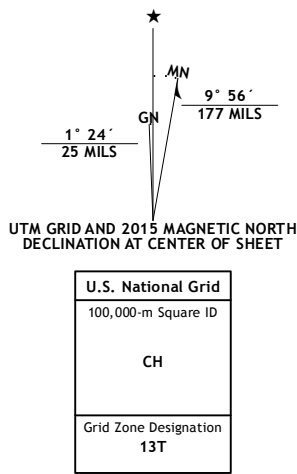 ★
MN
GN
9° 56´
177 MILS
1° 24´
25 MILS
UTM GRID AND 2015 MAGNETIC NORTH
DECLINATION AT CENTER OF SHEET
U.S. National Grid
100,000-m Square ID
CH
Grid Zone Designation
13T